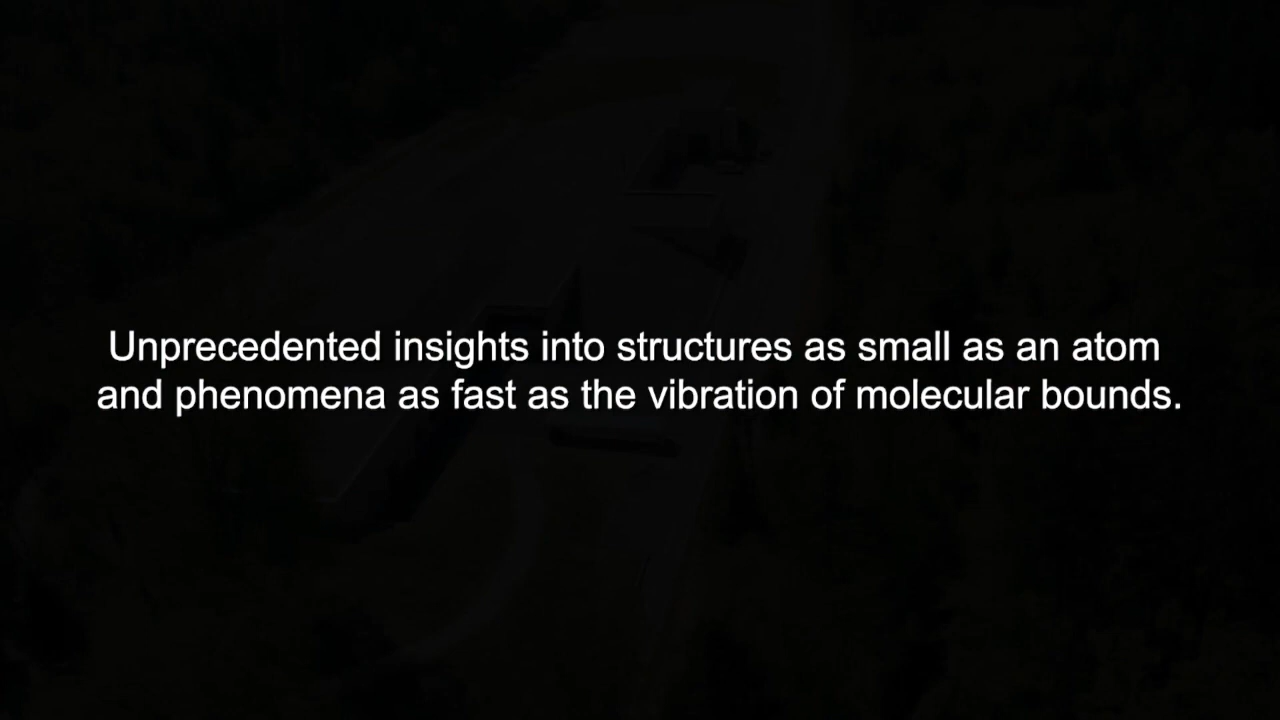 Unprecedented insights into structures as small as an atom
and phenomena as fast as the vibration of molecular bounds.